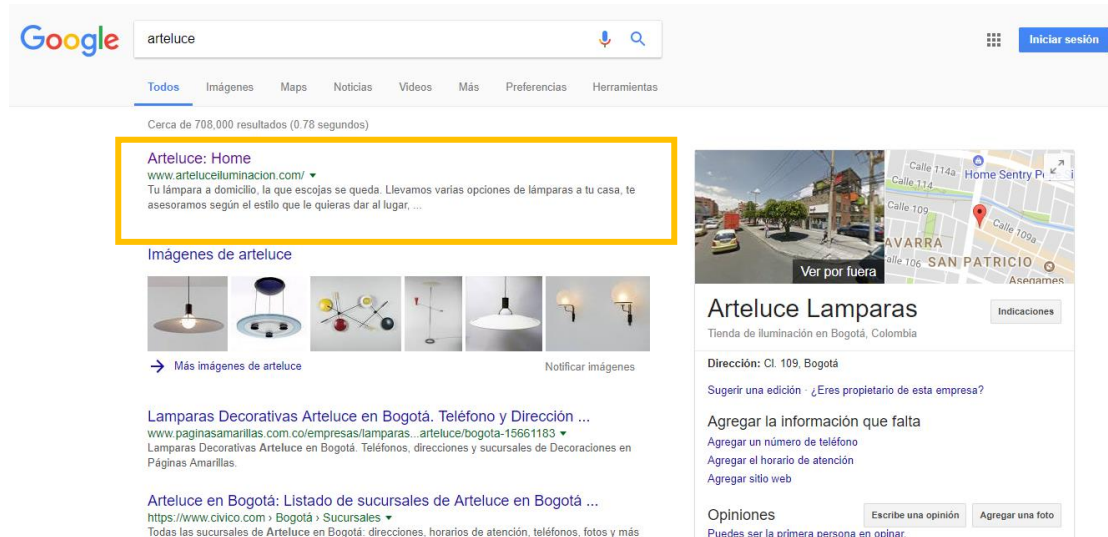 Google
arteluce
Iniciar sesión
Todos Imágenes Maps Noticias Videos Más Preferencias Herramientas
Cerca de 708,000 resultados (0.78 segundos)
Arteluce: Home
www.arteluceiluminacion.com/
Tu lámpara a domicilio, la que escojas se queda. Llevamos varias opciones de lámparas a tu casa, te
asesoramos según el estilo que le quieras dar al lugar, ...
Imágenes de arteluce
Más imágenes de arteluce
Notificar imágenes
Lamparas Decorativas Arteluce en Bogotá. Teléfono y Dirección ...
www.paginasamarillas.com.co/empresas/lamparas...arteluce/bogota-15661183
Lamparas Decorativas Arteluce en Bogotá. Teléfonos, direcciones y sucursales de Decoraciones en
Páginas Amarillas.
Arteluce en Bogotá: Listado de sucursales de Arteluce en Bogotá ...
https://www.civico.com › Bogotá › Sucursales
Todas las sucursales de Arteluce en Bogotá: direcciones, horarios de atención, teléfonos, fotos y más
Ver por fuera
Calle 114a
Home Sentry
Calle 114
Calle 109
Calle 109a
AVARRA
Calle 106
SAN PATRICIO
Asegames
Arteluce Lamparas
Indicaciones
Tienda de iluminación en Bogotá, Colombia
Dirección: Cl. 109, Bogotá
Sugerir una edición · ¿Eres propietario de esta empresa?
Agregar la información que falta
Agregar un número de teléfono
Agregar el horario de atención
Agregar sitio web
Opiniones
Escribe una opinión
Agregar una foto
Puedes ser la primera persona en opinar.